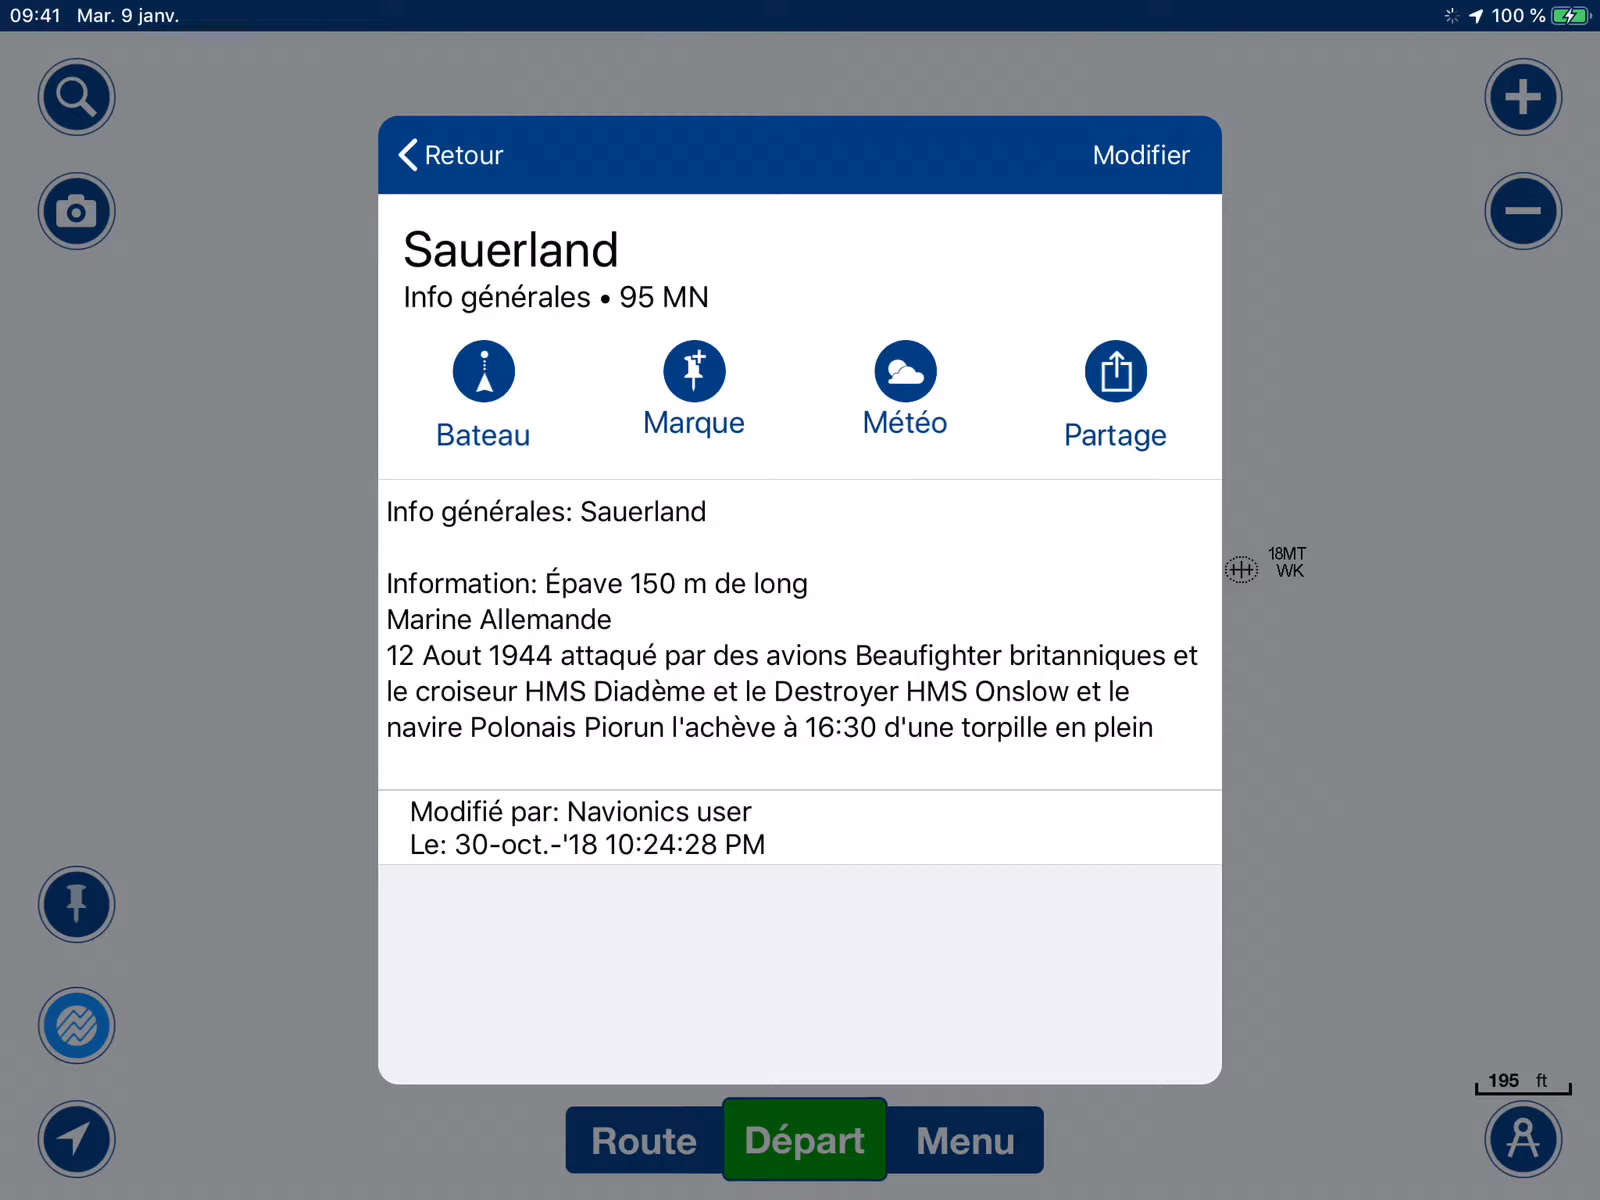 09:41 Mar. 9 janv.
100 %
Retour
Modifier
Sauerland
Info générales • 95 MN
Bateau
Marque
Météo
Partage
Info générales: Sauerland
Information: Épave 150 m de long
Marine Allemande
12 Aout 1944 attaqué par des avions Beaufighter britanniques et
le croiseur HMS Diadème et le Destroyer HMS Onslow et le
navire Polonais Piorun l'achève à 16:30 d'une torpille en plein
18MT
WK
Modifié par: Navionics user
Le: 30-oct.-'18 10:24:28 PM
195 ft
Route
Départ
Menu